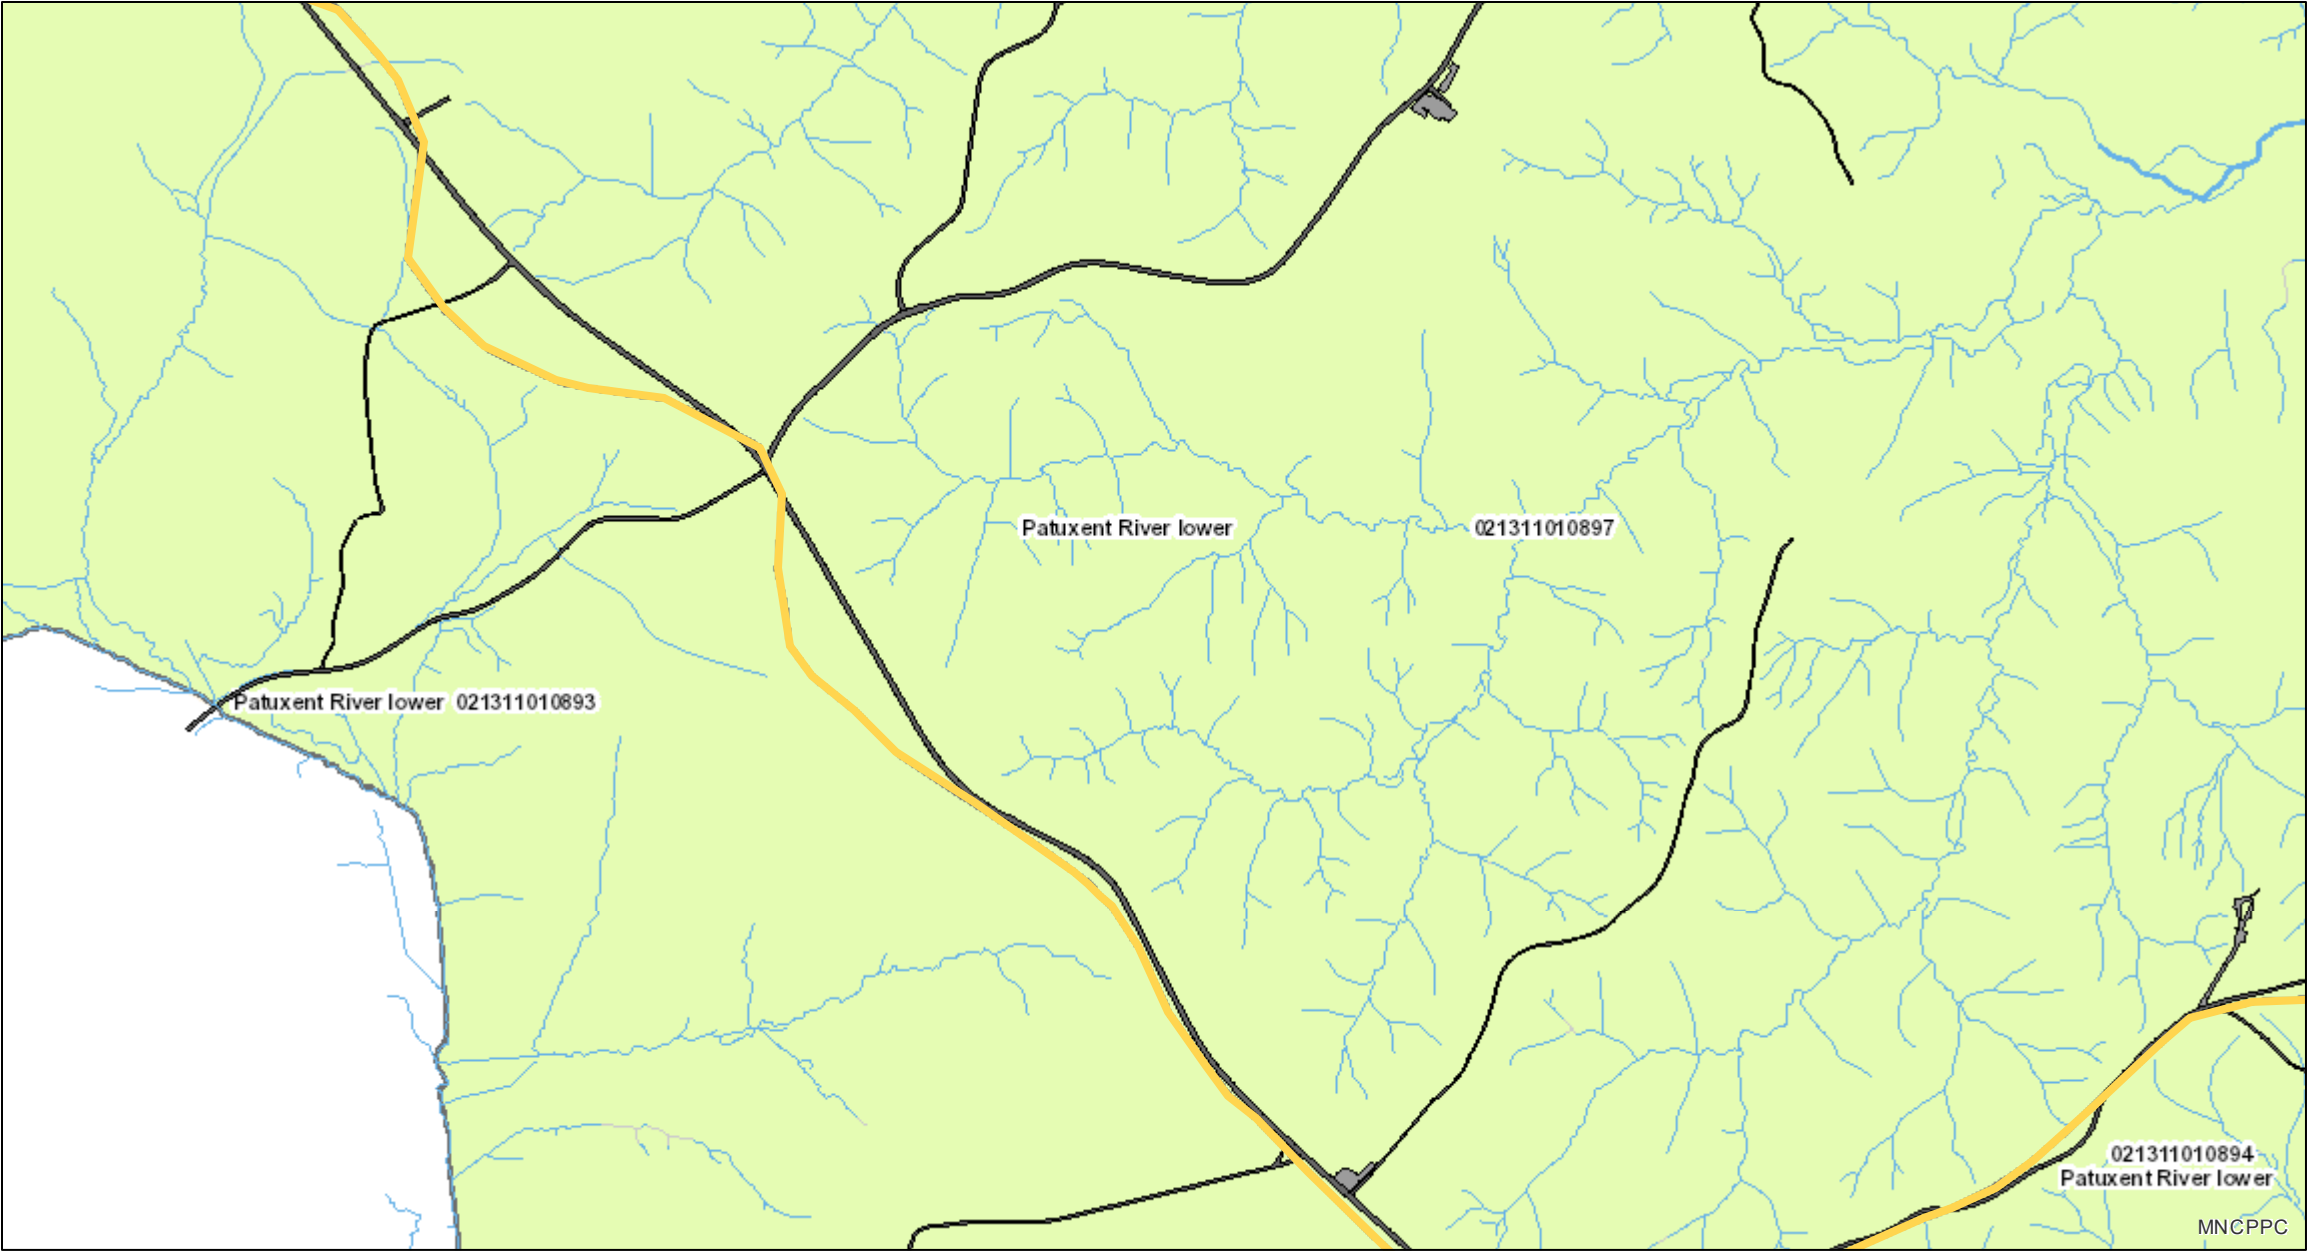 Patuxent River lower
021311010897
Patuxent River lower 021311010893
021311010894
Patuxent River lower
MNCPPC